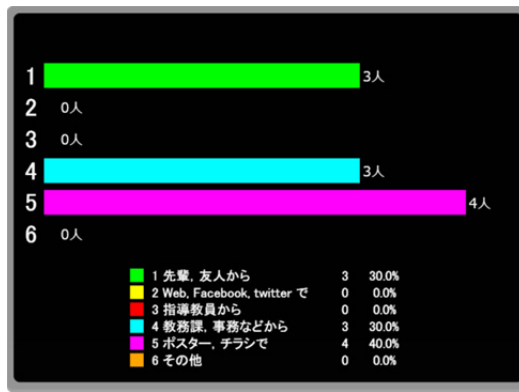 1 3人
2 0人
3 0人
4 3人
5 4人
6 0人
1 先輩, 友人から 3 30.0%
2 Web, Facebook, twitter で 0 0.0%
3 指導教員から 0 0.0%
4 教務課, 事務などから 3 30.0%
5 ポスター, チラシで 4 40.0%
6 その他 0 0.0%